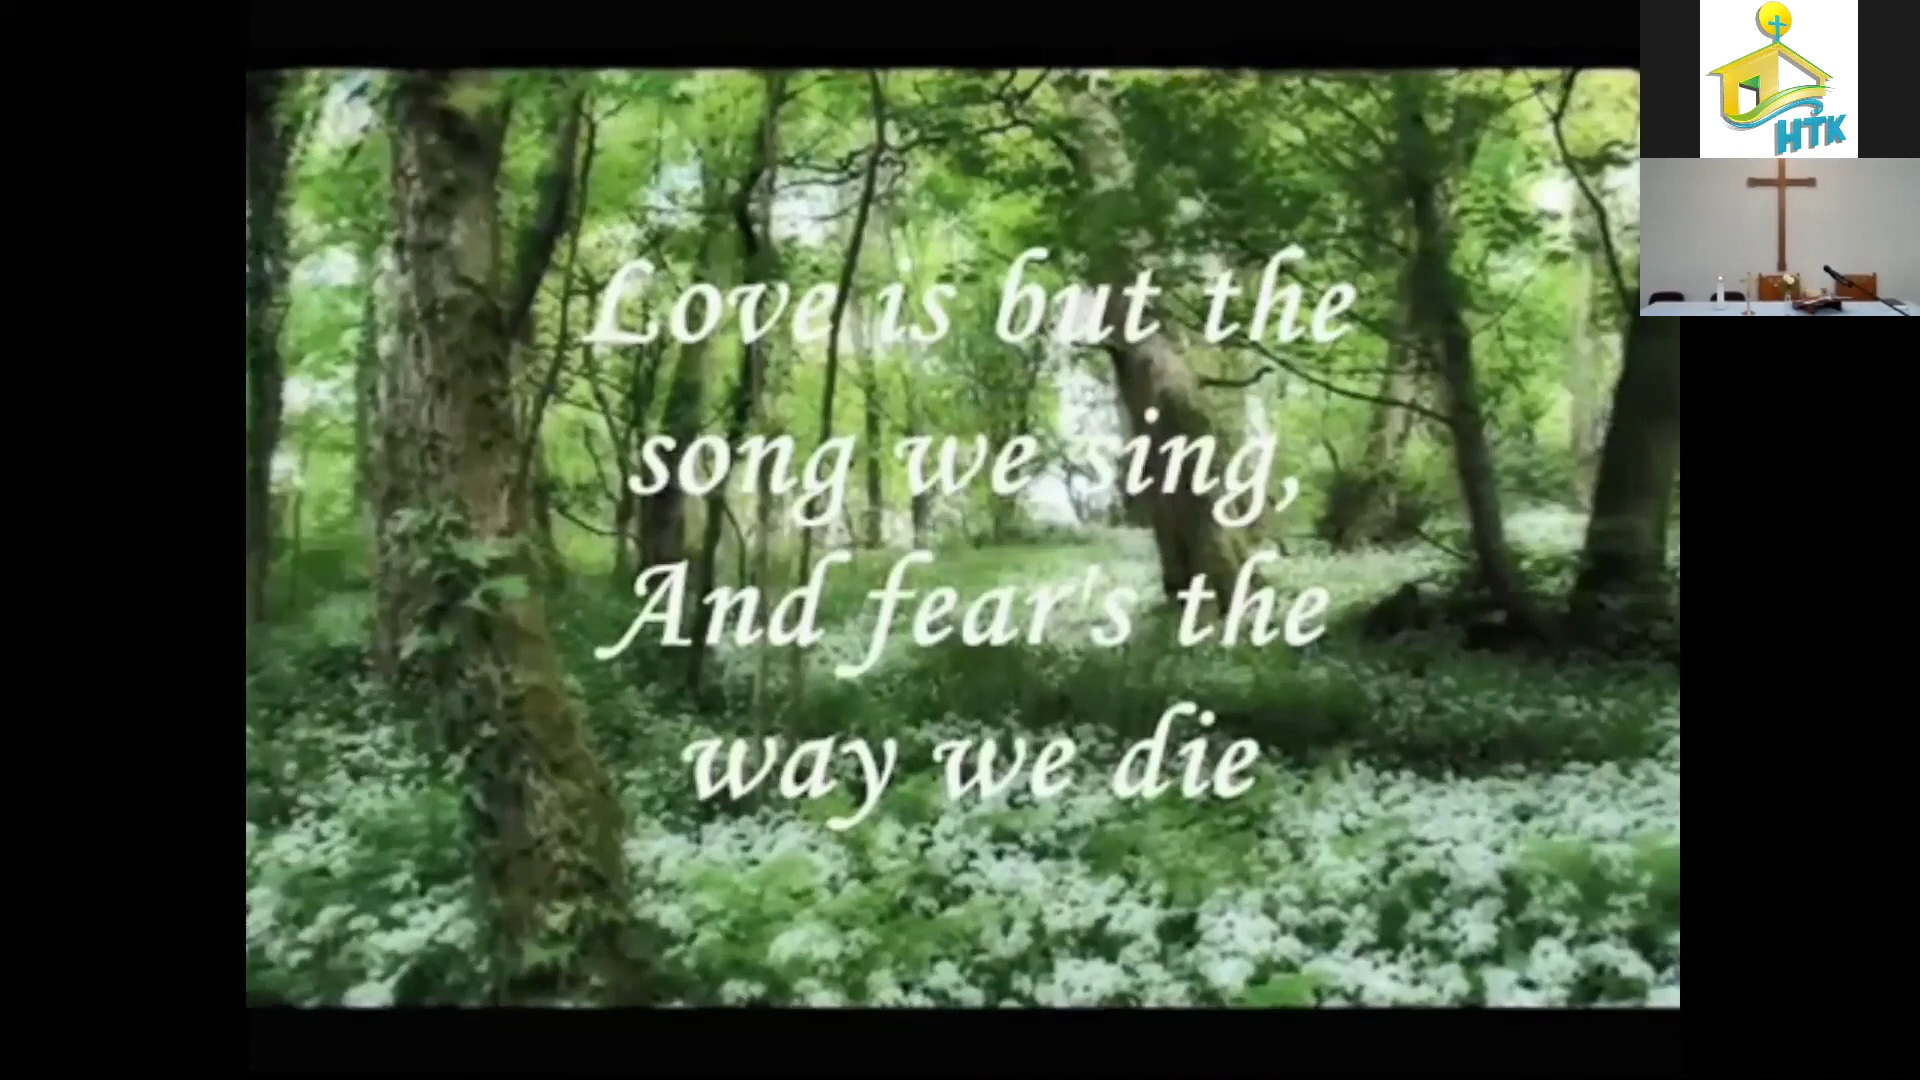 Love is but the
song we sing,
And fear's the
way we die
HTK